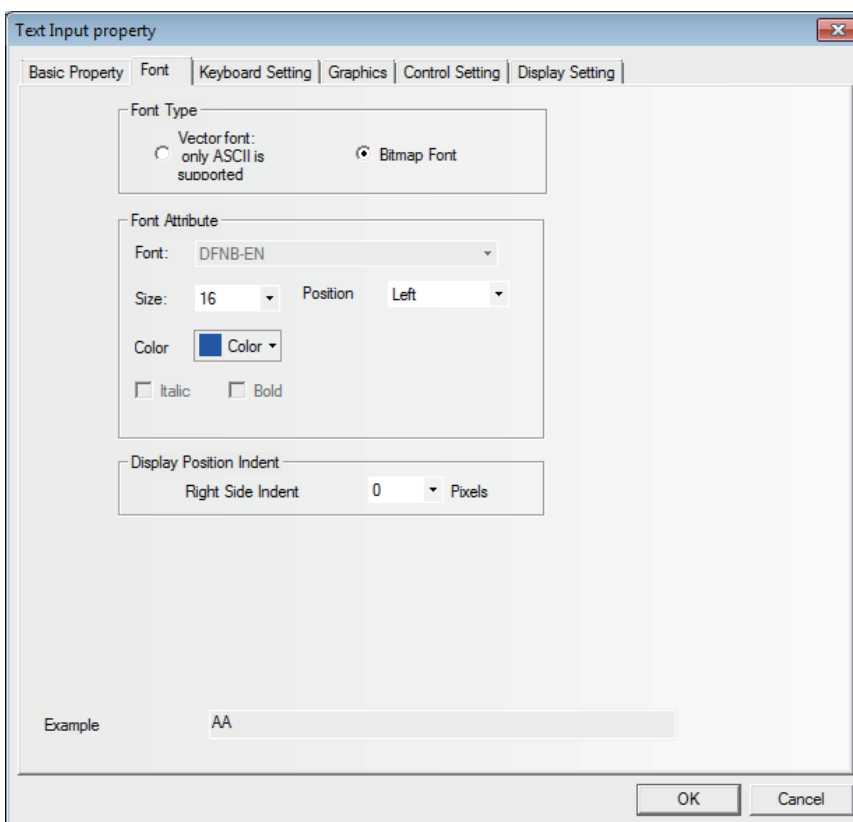 Text Input property
Basic Property Font Keyboard Setting Graphics Control Setting Display Setting
Font Type
Vector font:
only ASCII is
supported
Bitmap Font
Font Attribute
Font: DFNB-EN
Size: 16 Position Left
Color Color
Italic Bold
Display Position Indent
Right Side Indent 0 Pixels
Example AA
OK Cancel